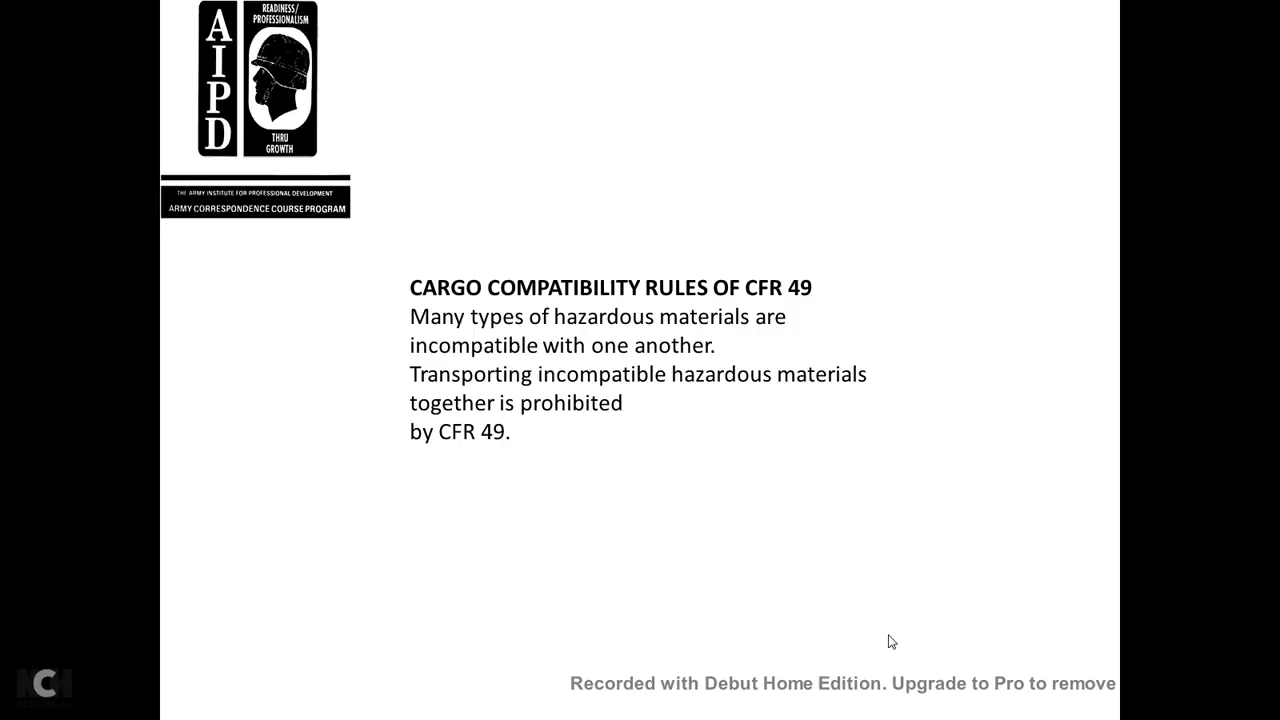 READINESS/
PROFESSIONALISM
AIPD
THRU
GROWTH
THE ARMY INSTITUTE FOR PROFESSIONAL DEVELOPMENT
ARMY CORRESPONDENCE COURSE PROGRAM
CARGO COMPATIBILITY RULES OF CFR 49
Many types of hazardous materials are
incompatible with one another.
Transporting incompatible hazardous materials
together is prohibited
by CFR 49.
NCH
Recorded with Debut Home Edition. Upgrade to Pro to remove